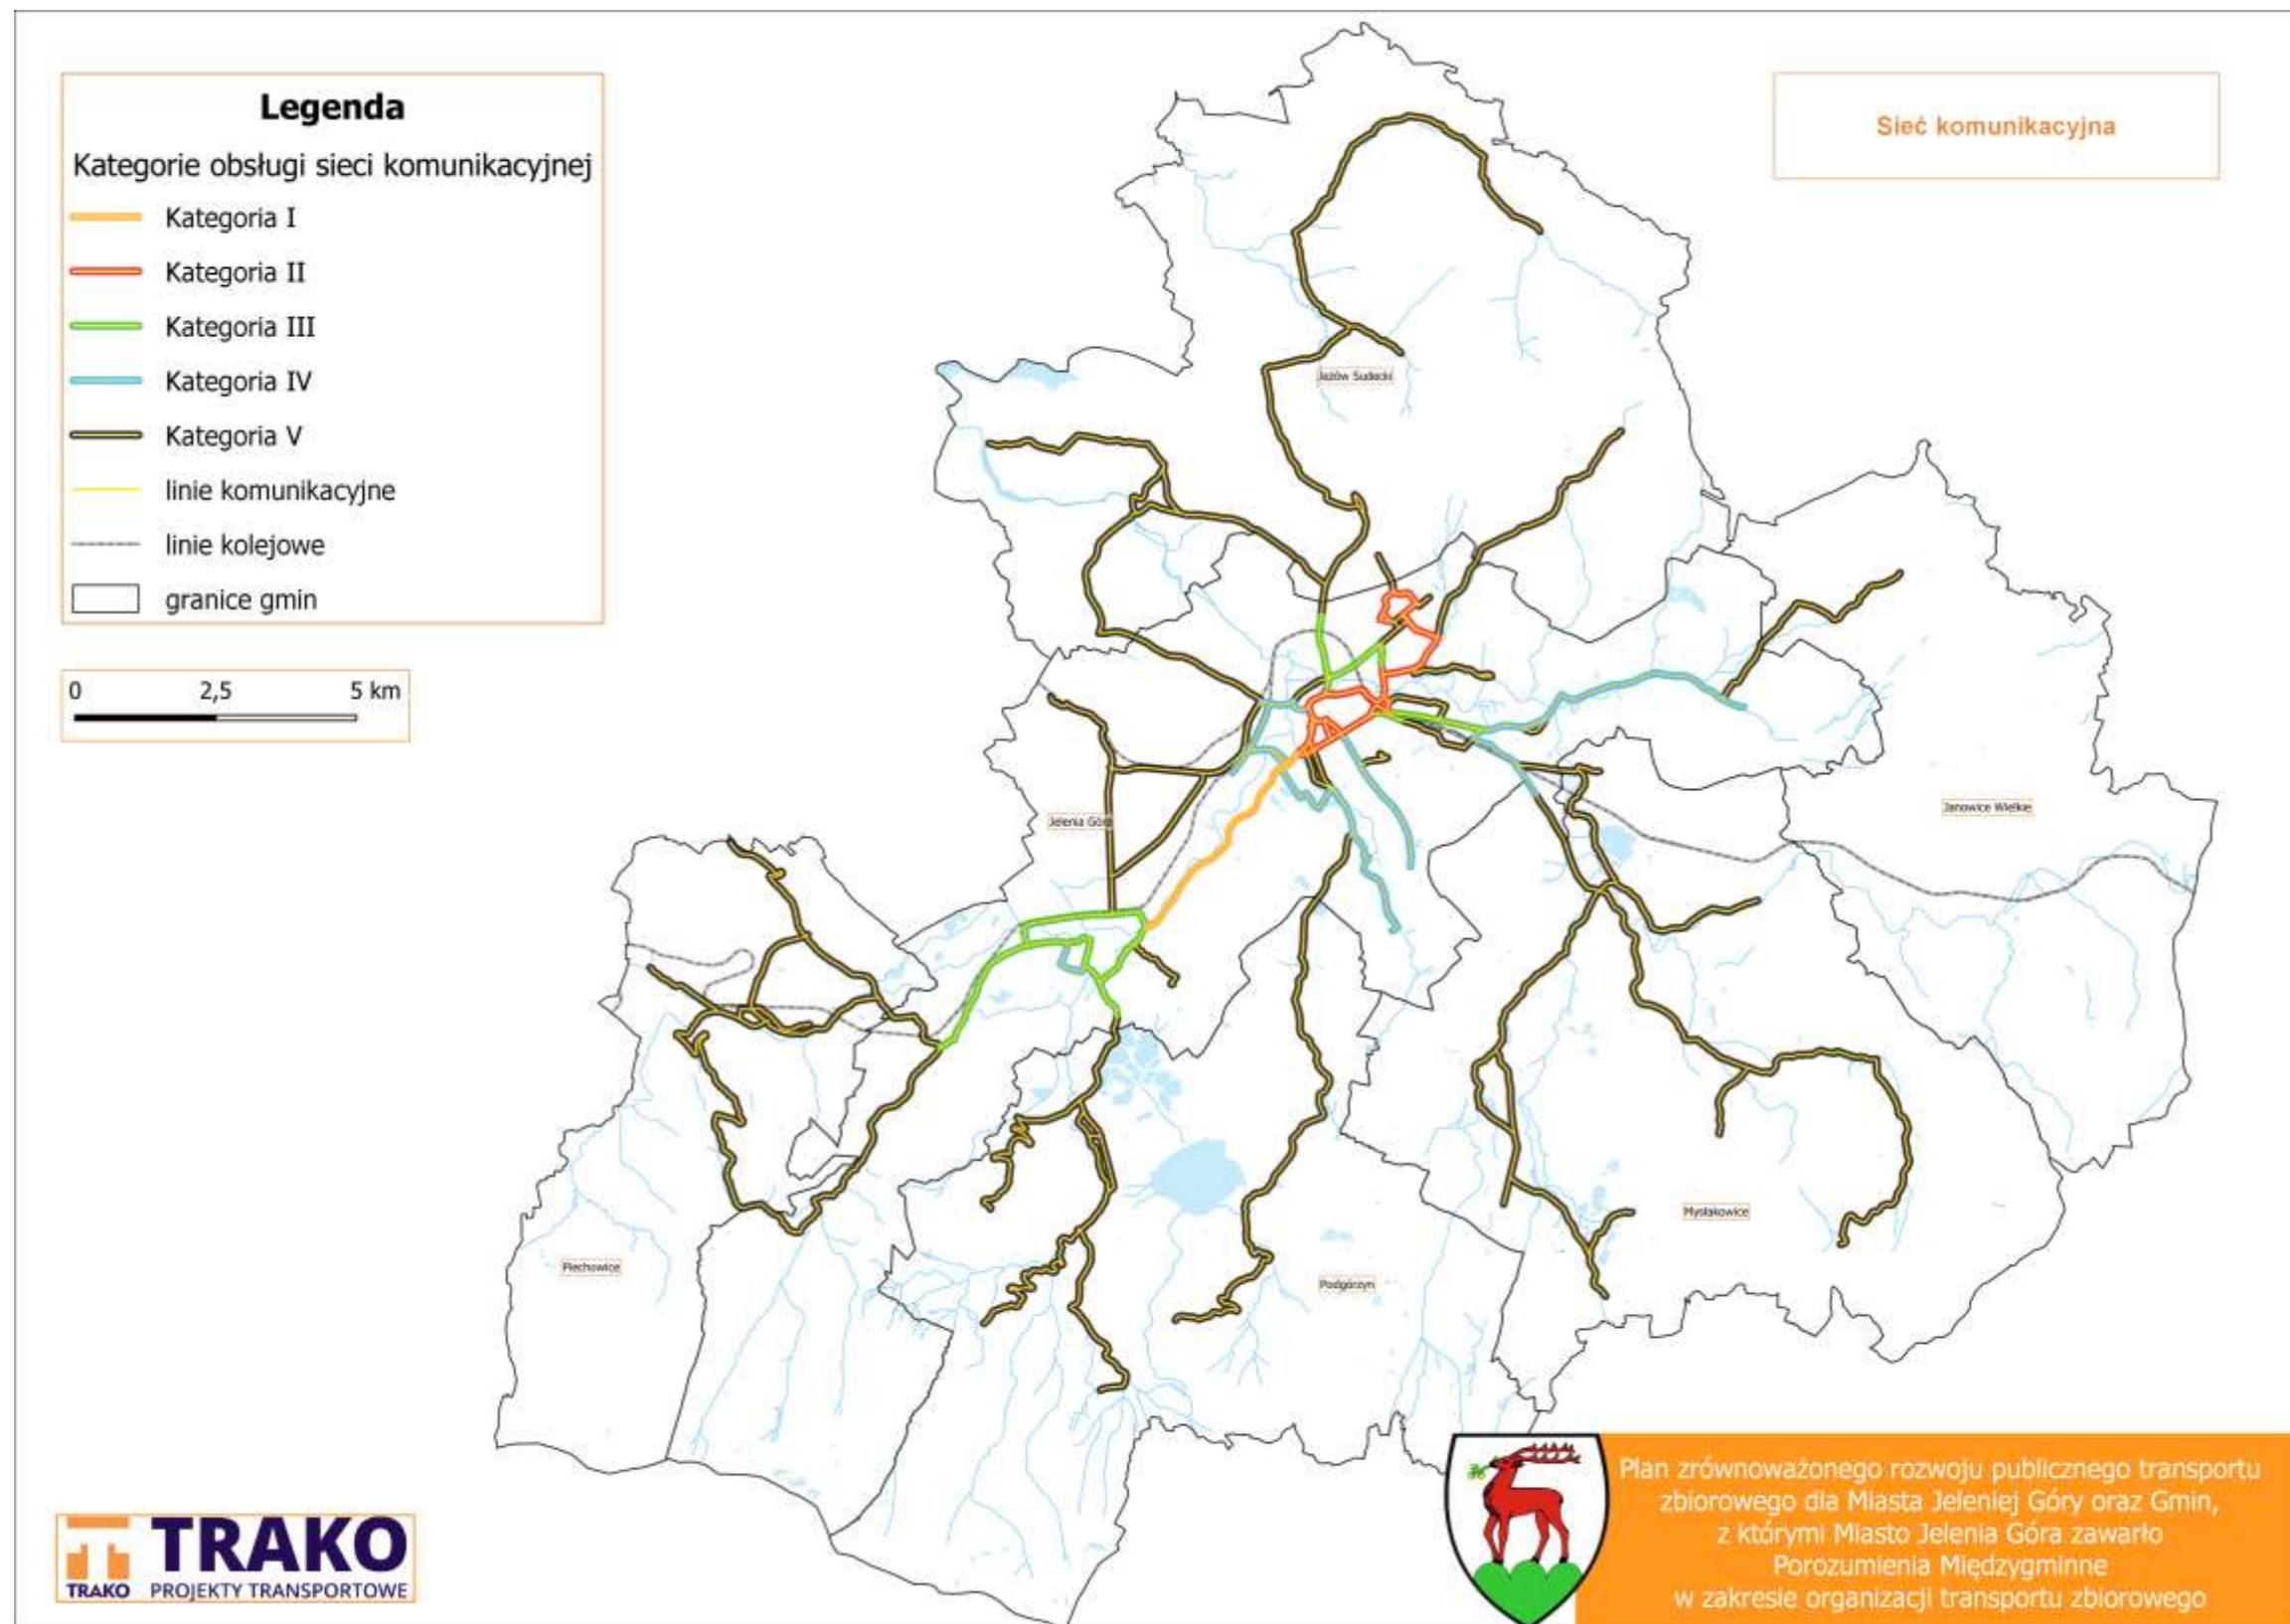 Legenda
Kategorie obsługi sieci komunikacyjnej
Kategoria I
Kategoria II
Kategoria III
Kategoria IV
Kategoria V
linie komunikacyjne
linie kolejowe
granice gmin
0 2,5 5 km
Sieć komunikacyjna
Jeżów Sudecki
Jelenia Góra
Janowice Wielkie
Piechowice
Podgórzyn
Mysłakowice
TRAKO
TRAKO
PROJEKTY TRANSPORTOWE
Plan zrównoważonego rozwoju publicznego transportu
zbiorowego dla Miasta Jeleniej Góry oraz Gmin,
z którymi Miasto Jelenia Góra zawarło
Porozumienia Międzygminne
w zakresie organizacji transportu zbiorowego